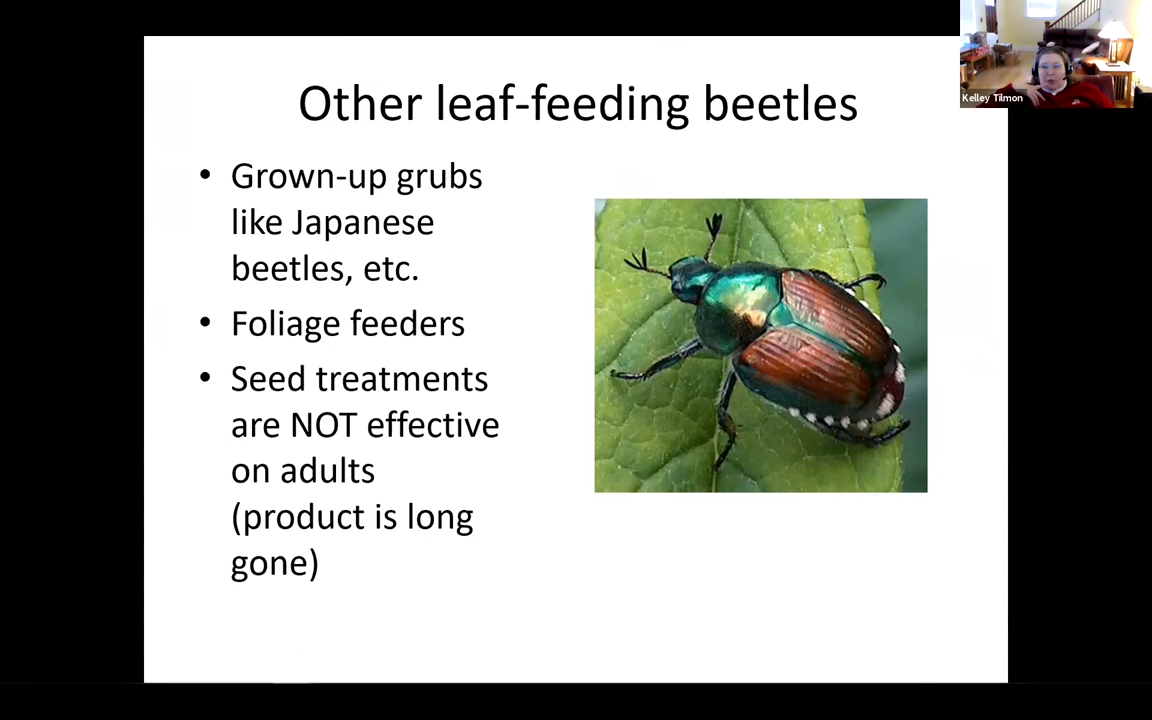 Kelley Tilmon
Other leaf-feeding beetles
• Grown-up grubs
like Japanese
beetles, etc.
• Foliage feeders
• Seed treatments
are NOT effective
on adults
(product is long
gone)